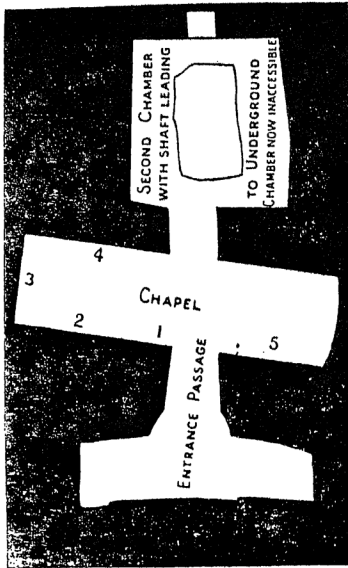 SECOND CHAMBER
WITH SHAFT LEADING
TO UNDERGROUND
CHAMBER NOW INACCESSIBLE
4
3
CHAPEL
2
1
5
ENTRANCE PASSAGE